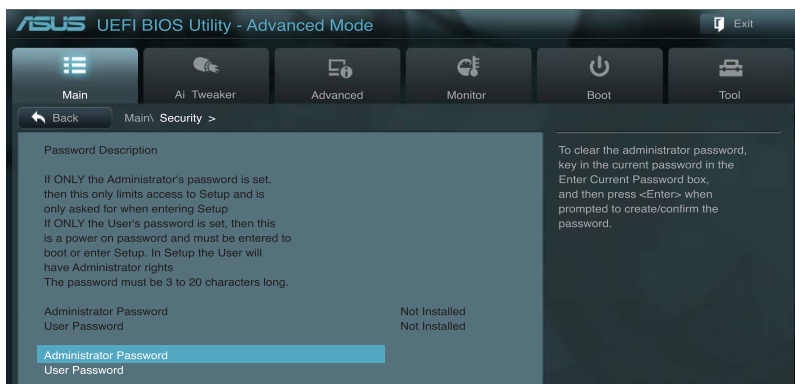 ASUS UEFI BIOS Utility - Advanced Mode
Exit
Main
Ai Tweaker
Advanced
Monitor
Boot
Tool
Back
Main\ Security >
Password Description
If ONLY the Administrator's password is set,
then this only limits access to Setup and is
only asked for when entering Setup
If ONLY the User's password is set, then this
is a power on password and must be entered to
boot or enter Setup. In Setup the User will
have Administrator rights
The password must be 3 to 20 characters long.
Administrator Password Not Installed
User Password Not Installed
Administrator Password
User Password
To clear the administrator password,
key in the current password in the
Enter Current Password box,
and then press <Enter> when
prompted to create/confirm the
password.